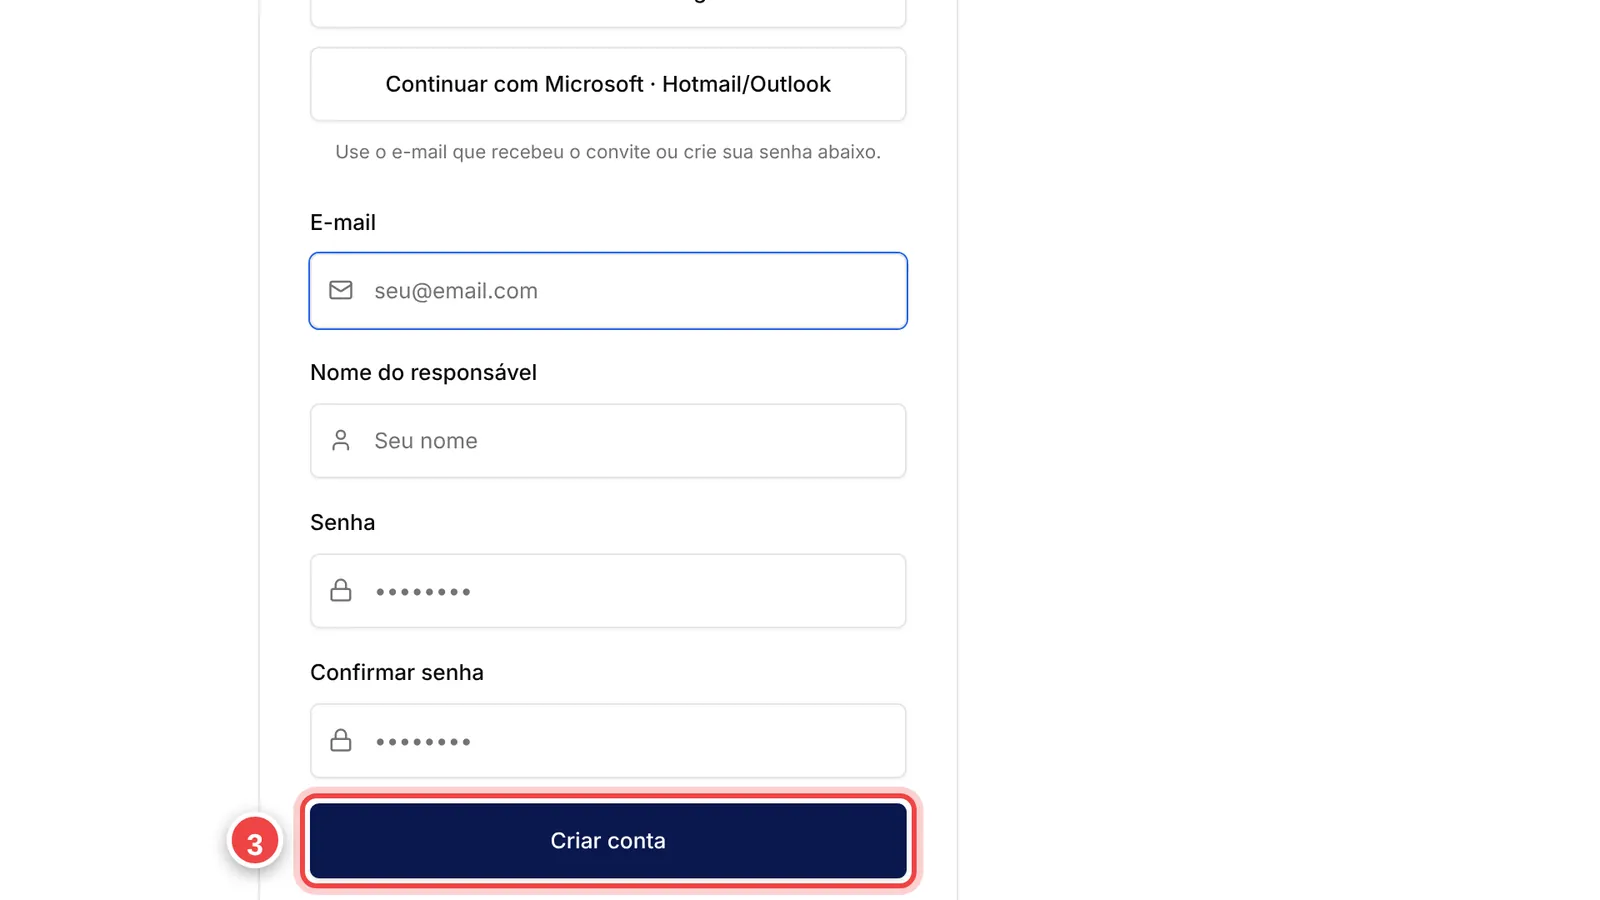 Continuar com Microsoft · Hotmail/Outlook
Use o e-mail que recebeu o convite ou crie sua senha abaixo.
E-mail
seu@email.com
Nome do responsável
Seu nome
Senha
••••••••
Confirmar senha
••••••••
3
Criar conta